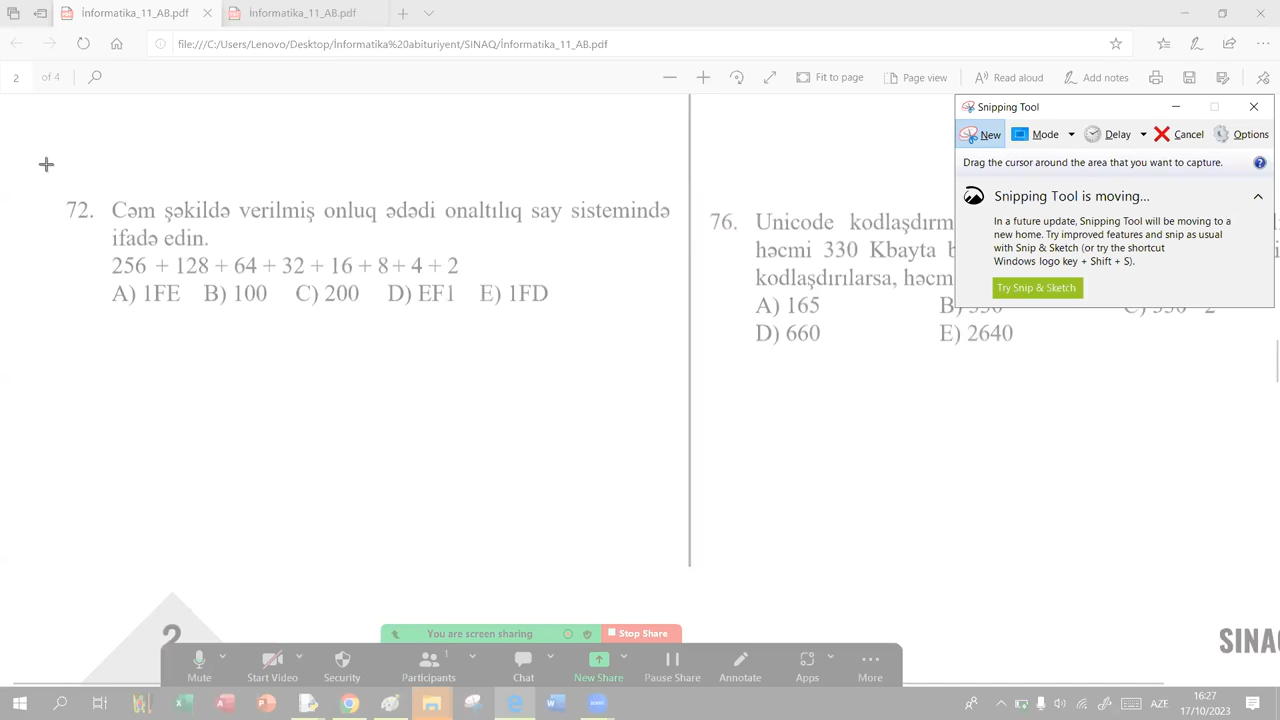 İnformatika_11_AB.pdf
İnformatika_11_AB.pdf
file:///C:/Users/Lenovo/Desktop/İnformatika%20abituriyent/SINAQ/İnformatika_11_AB.pdf
2 of 4
Fit to page
Page view
Read aloud
Add notes
Snipping Tool
New Mode Delay Cancel Options
Drag the cursor around the area that you want to capture.
Snipping Tool is moving...
In a future update, Snipping Tool will be moving to a
new home. Try improved features and snip as usual
with Snip & Sketch (or try the shortcut
Windows logo key + Shift + S).
Try Snip & Sketch
72. Cəm şəkildə verilmiş onluq ədədi onaltılıq say sistemində
ifadə edin.
256 + 128 + 64 + 32 + 16 + 8 + 4 + 2
A) 1FE B) 100 C) 200 D) EF1 E) 1FD
76. Unicode kodlaşdırm
həcmi 330 Kbayta b
kodlaşdırılarsa, həcm
A) 165
D) 660 E) 2640
2
SINA
You are screen sharing Stop Share
Mute Start Video Security Participants 1 Chat New Share Pause Share Annotate Apps More
AZE
16:27
17/10/2023